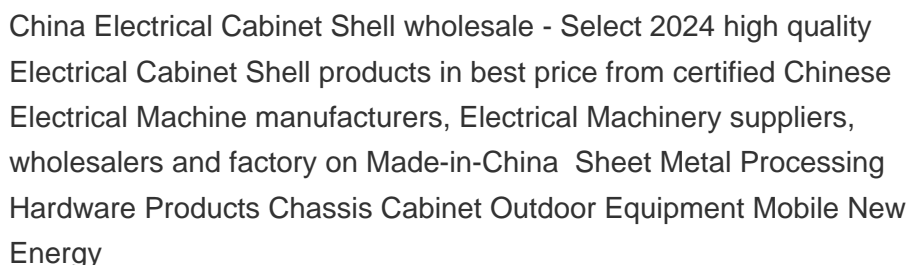 China Electrical Cabinet Shell wholesale - Select 2024 high quality
Electrical Cabinet Shell products in best price from certified Chinese
Electrical Machine manufacturers, Electrical Machinery suppliers,
wholesalers and factory on Made-in-China  Sheet Metal Processing
Hardware Products Chassis Cabinet Outdoor Equipment Mobile New
Energy